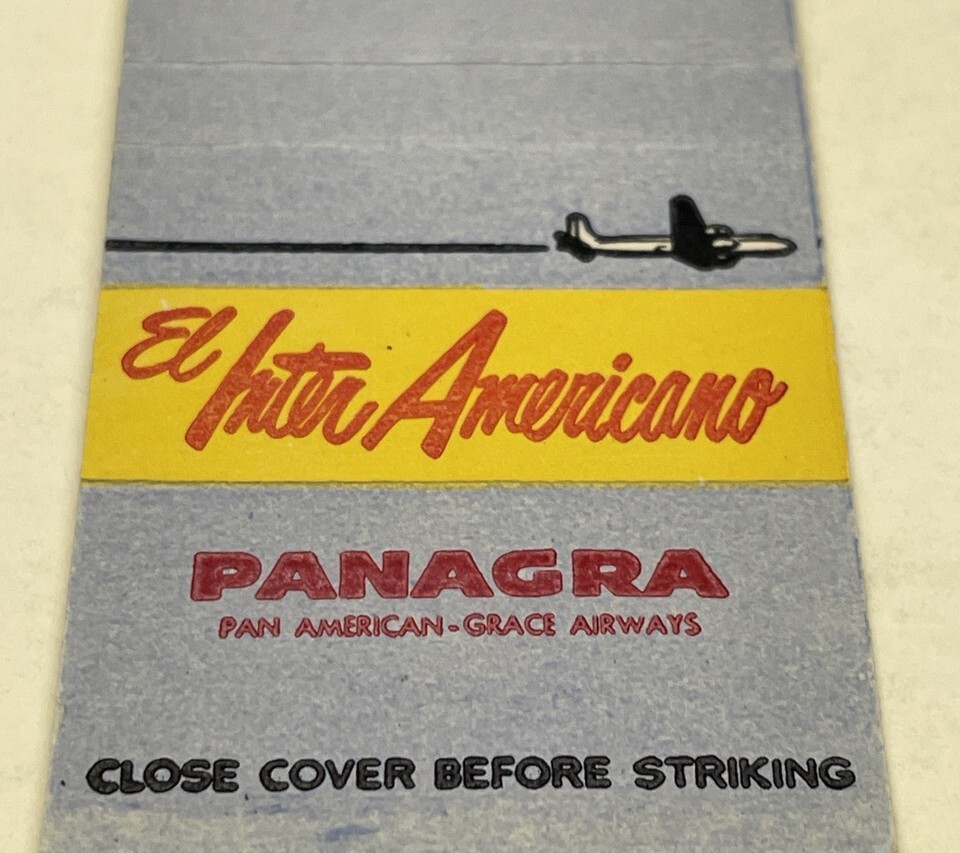 El Inter Americano
PANAGRA
PAN AMERICAN-GRACE AIRWAYS
CLOSE COVER BEFORE STRIKING